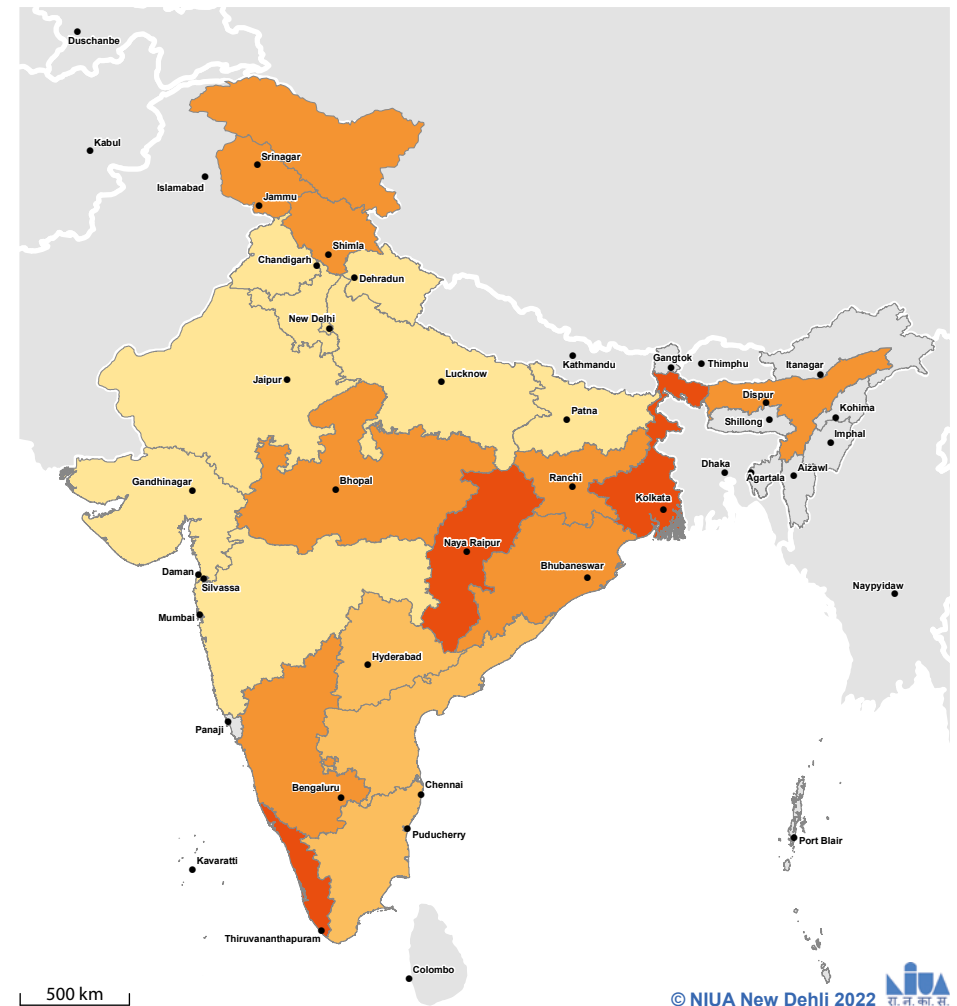 Duschanbe
Kabul
Srinagar
Islamabad
Jammu
Shimla
Chandigarh
Dehradun
New Delhi
Kathmandu
Gangtok
Thimphu
Itanagar
Jaipur
Lucknow
Dispur
Kohima
Patna
Shillong
Imphal
Dhaka
Aizawl
Agartala
Gandhinagar
Bhopal
Ranchi
Kolkata
Naya Raipur
Bhubaneswar
Daman
Silvassa
Naypyidaw
Mumbai
Hyderabad
Panaji
Bengaluru
Chennai
Puducherry
Port Blair
Kavaratti
Thiruvananthapuram
Colombo
500 km
© NIUA New Dehli 2022
NIUA
रा. न. का. सं.